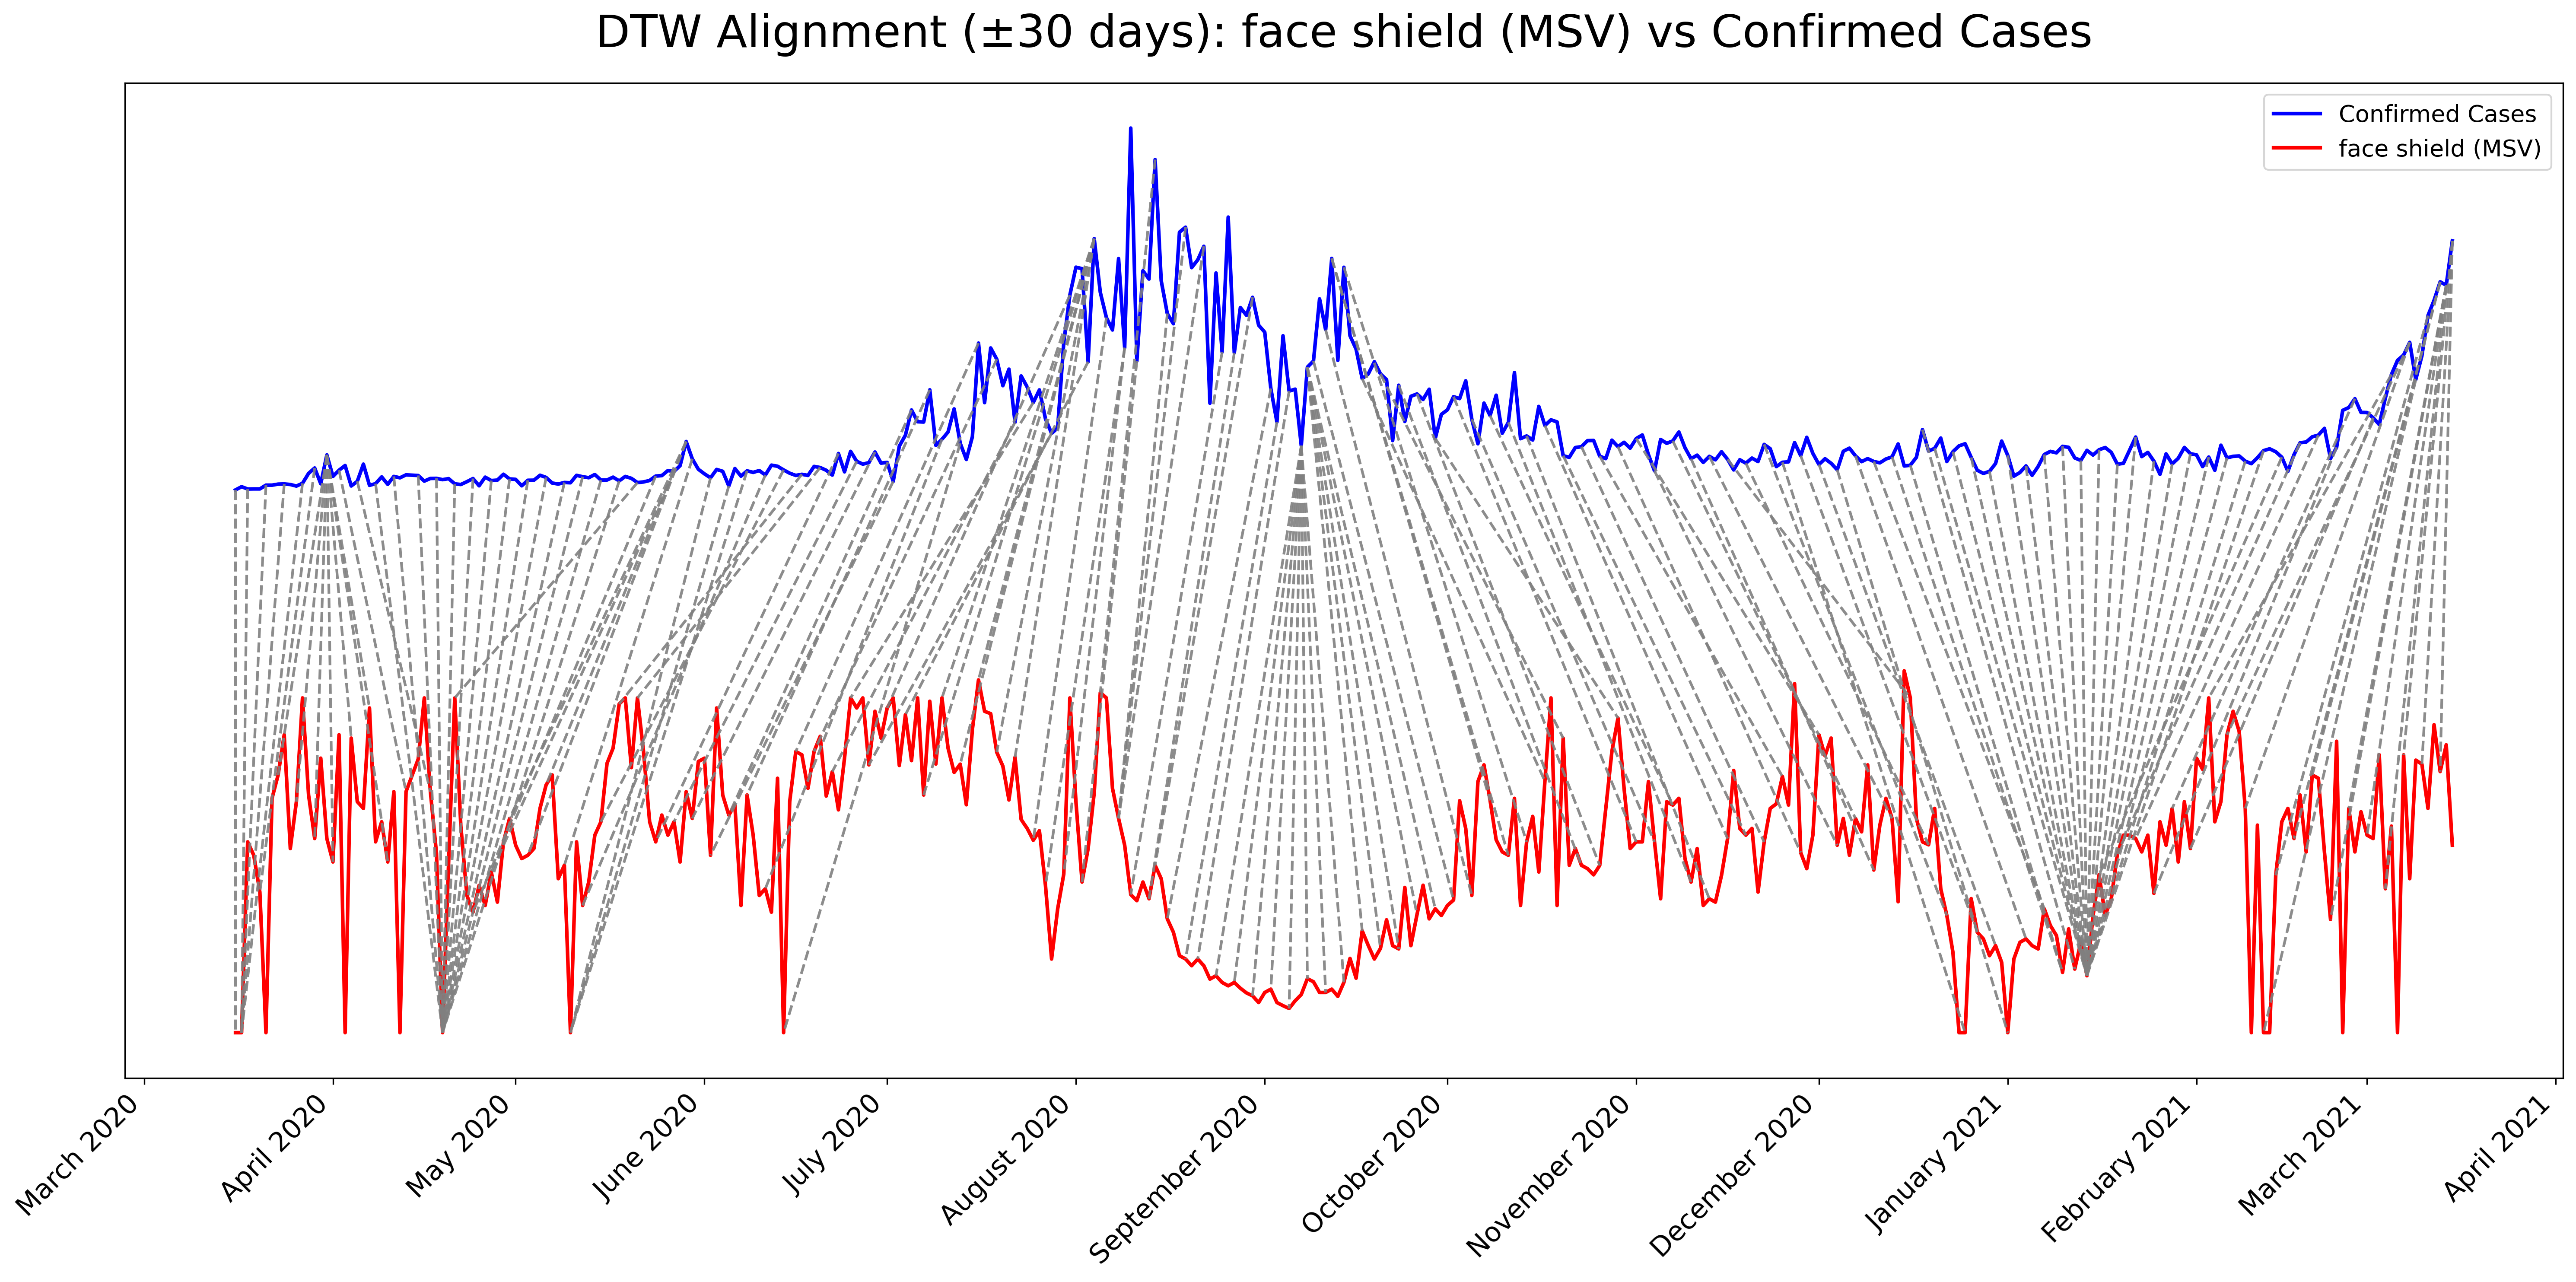 DTW Alignment (±30 days): face shield (MSV) vs Confirmed Cases
Confirmed Cases
face shield (MSV)
March 2020
April 2020
May 2020
June 2020
July 2020
August 2020
September 2020
October 2020
November 2020
December 2020
January 2021
February 2021
March 2021
April 2021